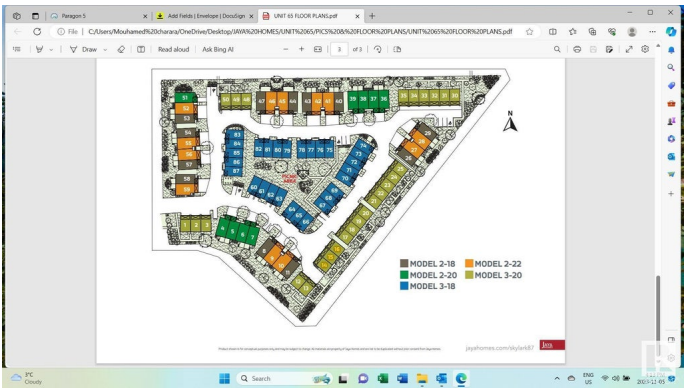 Paragon 5
Add Fields | Envelope | DocuSign
UNIT 65 FLOOR PLANS.pdf
File | C:/Users/Mouhamed%20charara/OneDrive/Desktop/JAYA%20HOMES/UNIT%2065/PICS%20&%20FLOOR%20PLANS/UNIT%2065%20FLOOR%20PLANS.pdf
Draw
Read aloud
Ask Bing AI
3 of 3
N
50 49 48 47 46 45 44 43 42 41 40 39 38 37 36 35 34 33 32 31 30
51
52
53
54
55
56
57
58
59
83
84
85
86
87
82 81 80 79 78 77 76 75
74
73
72
71
70
69
68
67
60 61 62 63
64
65
66
29
28
27
26
25
24
23
22
21
20
19
18
17
16
15
14
1 2 3
4 5 6 7
8
9
10
11
12
13
MODEL 2-18 MODEL 2-22
MODEL 2-20 MODEL 3-20
MODEL 3-18
jayahomes.com/skylark87
Jaya
3°C
Cloudy
Search
ENG
US
2023-11-05